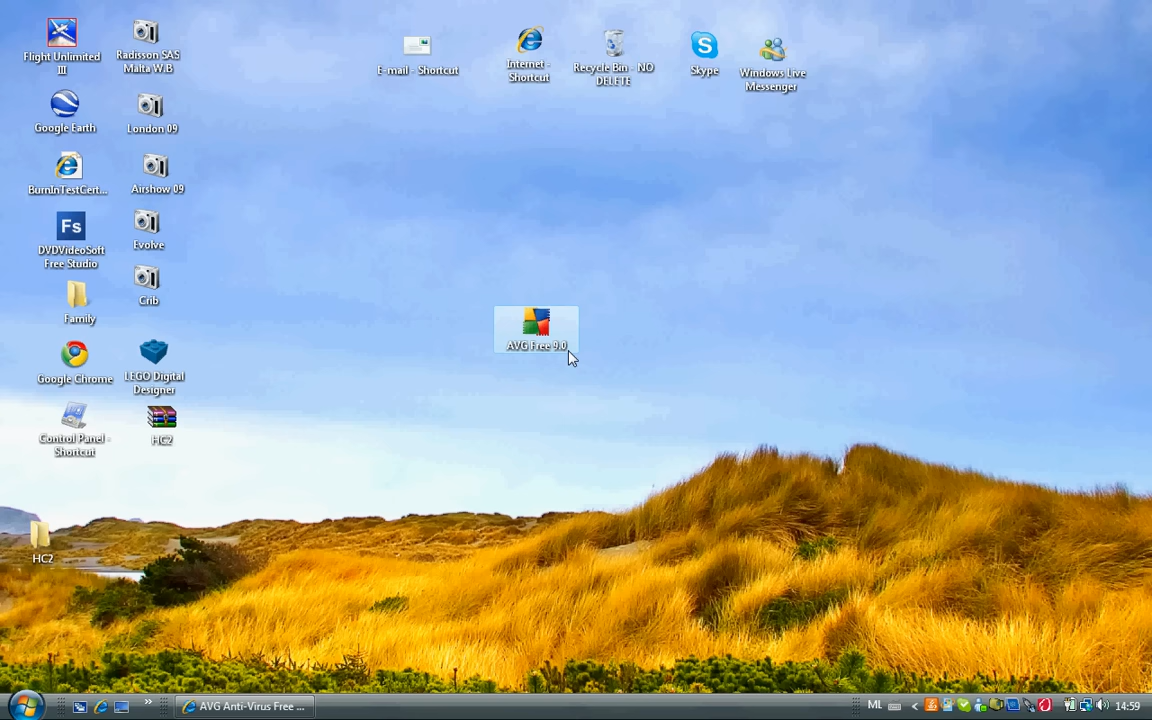 Flight Unlimited
III
Radisson SAS
Malta W.B
E-mail - Shortcut
Internet -
Shortcut
Recycle Bin - NO
DELETE
Skype
Windows Live
Messenger
Google Earth
London 09
BurnInTestCert...
Airshow 09
Fs
DVDVideoSoft
Free Studio
Evolve
Family
Crib
AVG Free 9.0
Google Chrome
LEGO Digital
Designer
Control Panel -
Shortcut
HC2
HC2
AVG Anti-Virus Free ...
ML
14:59